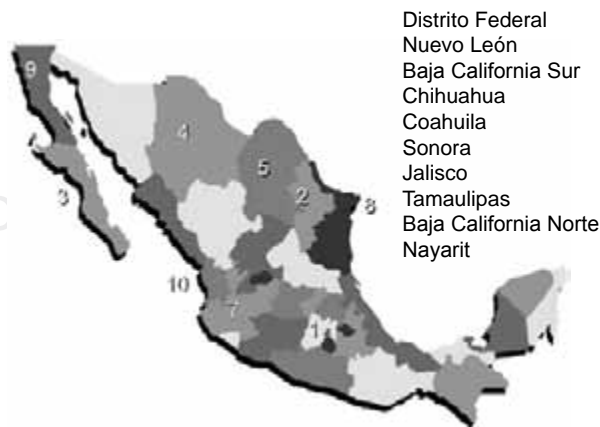 Distrito Federal
Nuevo León
Baja California Sur
Chihuahua
Coahuila
Sonora
Jalisco
Tamaulipas
Baja California Norte
Nayarit
9
4
5
2
8
3
10
7
1